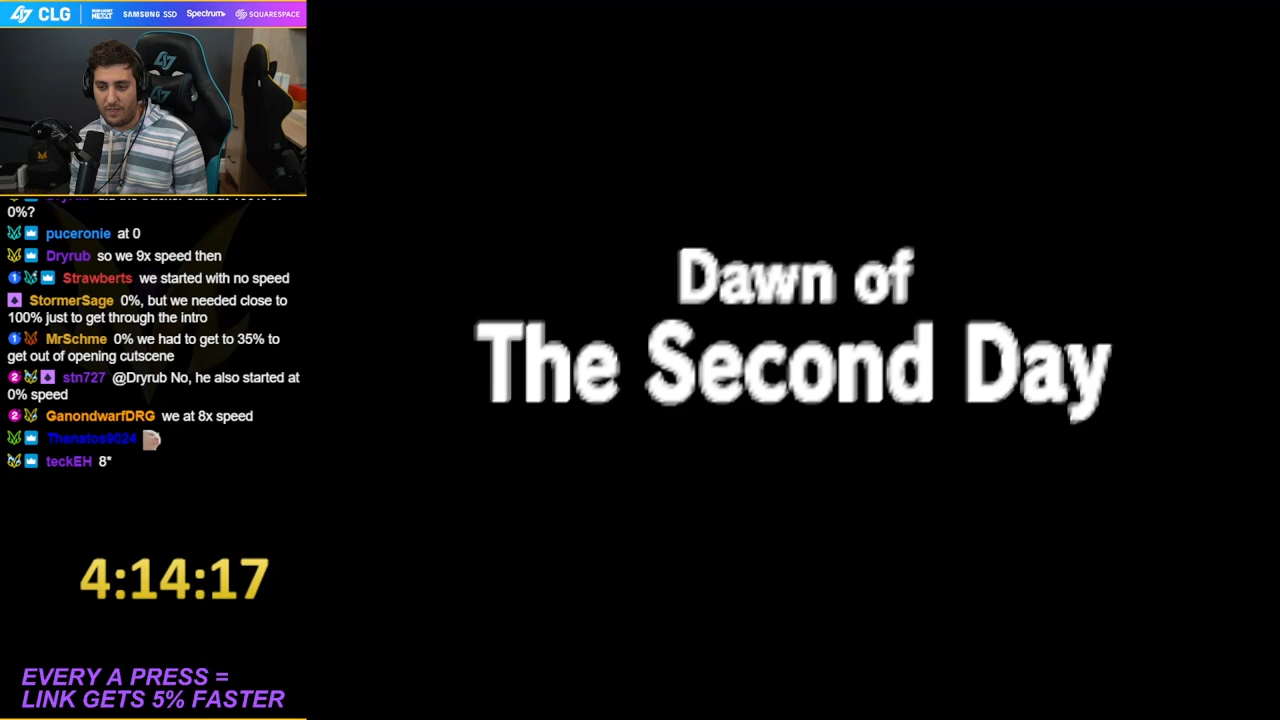 CLG
BUD LIGHT
NEXT
SAMSUNG SSD
Spectrum
SQUARESPACE
0%?
puceronie at 0
Dryrub so we 9x speed then
Strawberts we started with no speed
StormerSage 0%, but we needed close to
100% just to get through the intro
MrSchme 0% we had to get to 35% to
get out of opening cutscene
stn727 @Dryrub No, he also started at
0% speed
GanondwarfDRG we at 8x speed
Thanatos9024
teckEH 8*
4:14:17
EVERY A PRESS =
LINK GETS 5% FASTER
Dawn of
The Second Day